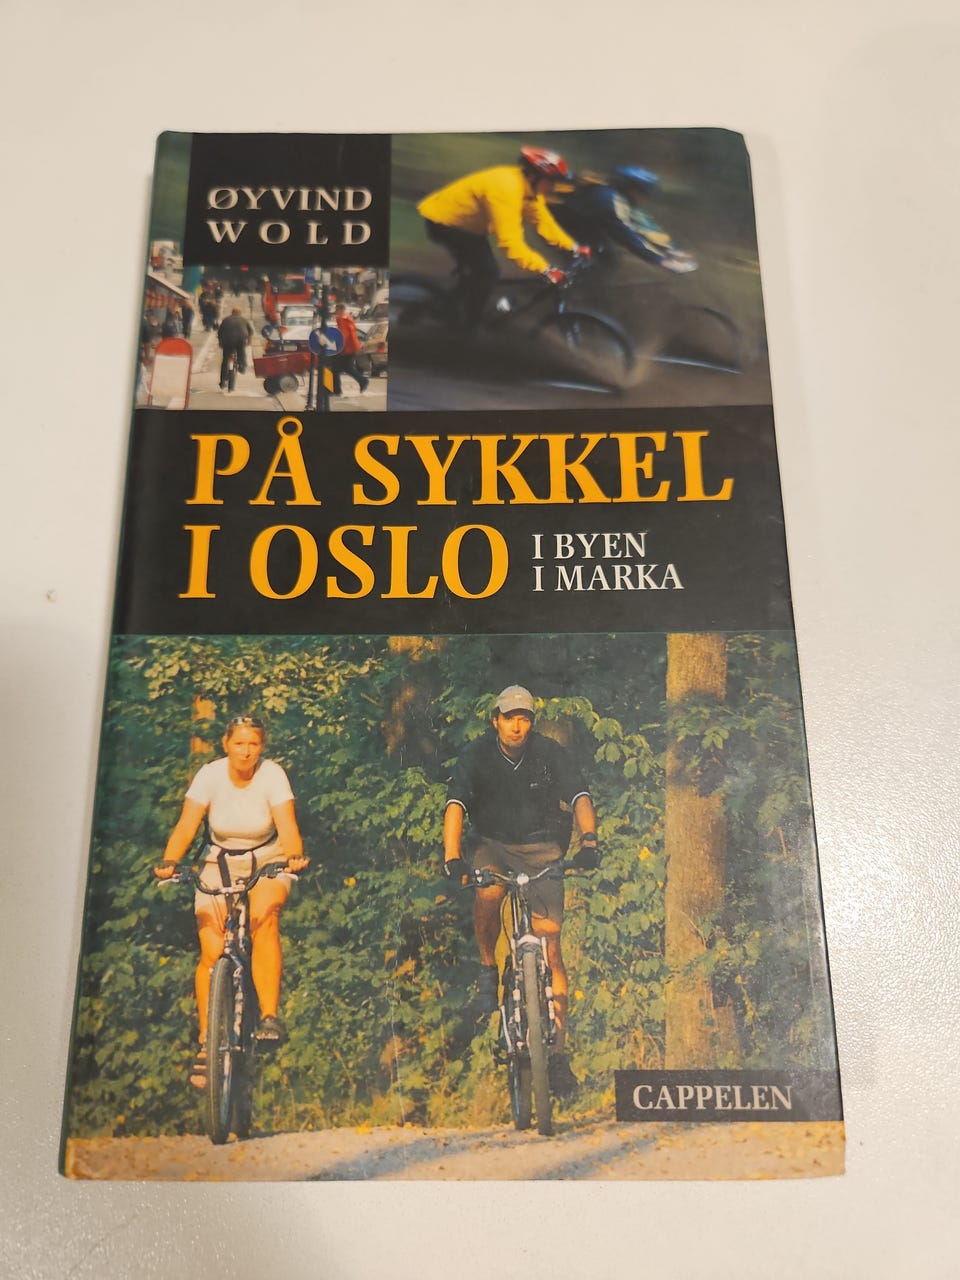 ØYVIND
WOLD
PÅ SYKKEL
I OSLO
I BYEN
I MARKA
CAPPELEN